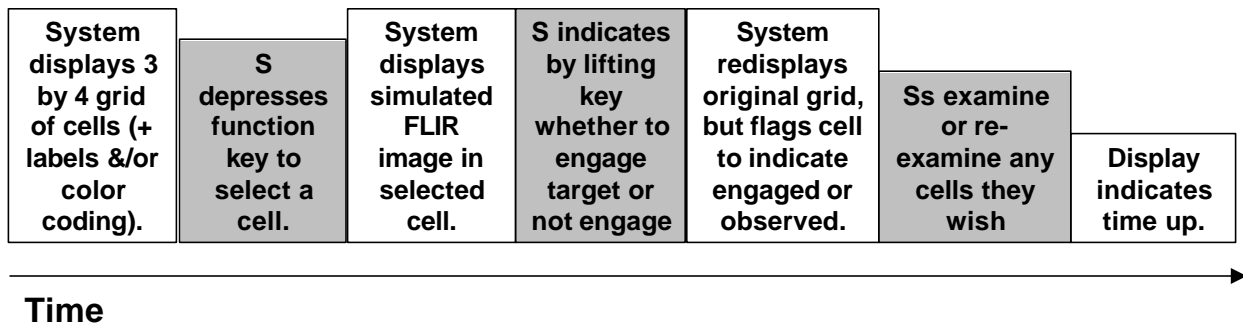 System
displays 3
by 4 grid
of cells (+
labels &/or
color
coding).
S
depresses
function
key to
select a
cell.
System
displays
simulated
FLIR
image in
selected
cell.
S indicates
by lifting
key
whether to
engage
target or
not engage
System
redisplays
original grid,
but flags cell
to indicate
engaged or
observed.
Ss examine
or re-
examine any
cells they
wish
Display
indicates
time up.
Time